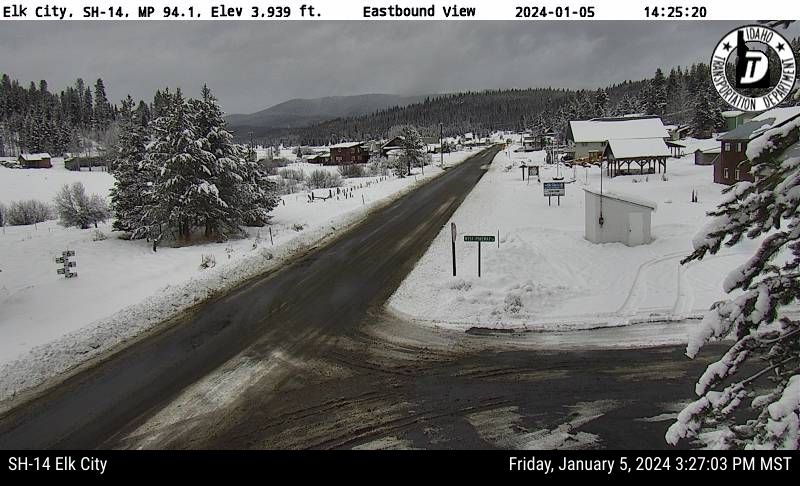 Elk City, SH-14, MP 94.1, Elev 3,939 ft. Eastbound View 2024-01-05 14:25:20
IDAHO
TRANSPORTATION DEPARTMENT
SH-14 Elk City Friday, January 5, 2024 3:27:03 PM MST